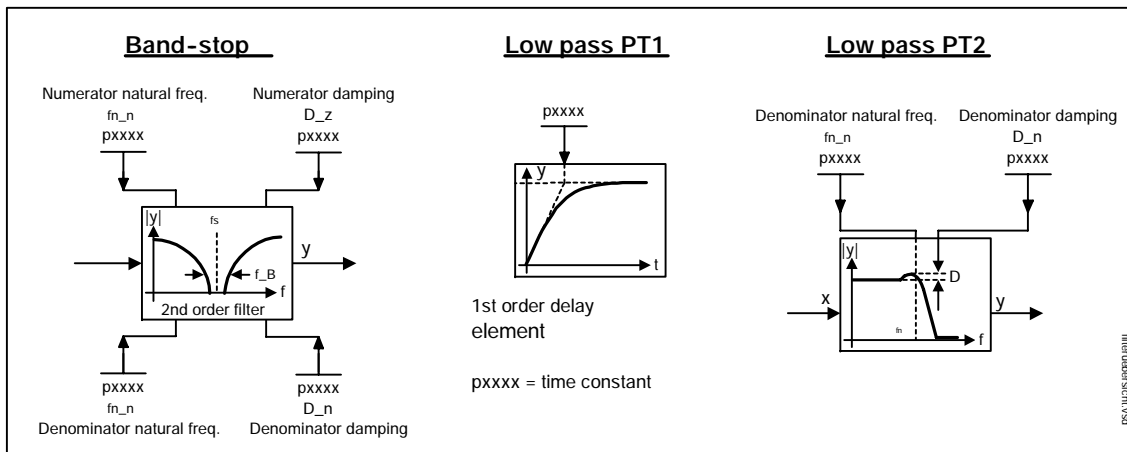 Band-stop
Numerator natural freq.
fn_n
pxxxx
Numerator damping
D_z
pxxxx
|y|
fs
f_B
f
2nd order filter
y
pxxxx
fn_n
Denominator natural freq.
pxxxx
D_n
Denominator damping
Low pass PT1
pxxxx
y
t
1st order delay
element
pxxxx = time constant
Low pass PT2
Denominator natural freq.
fn_n
pxxxx
Denominator damping
D_n
pxxxx
|y|
D
x
fn
f
y